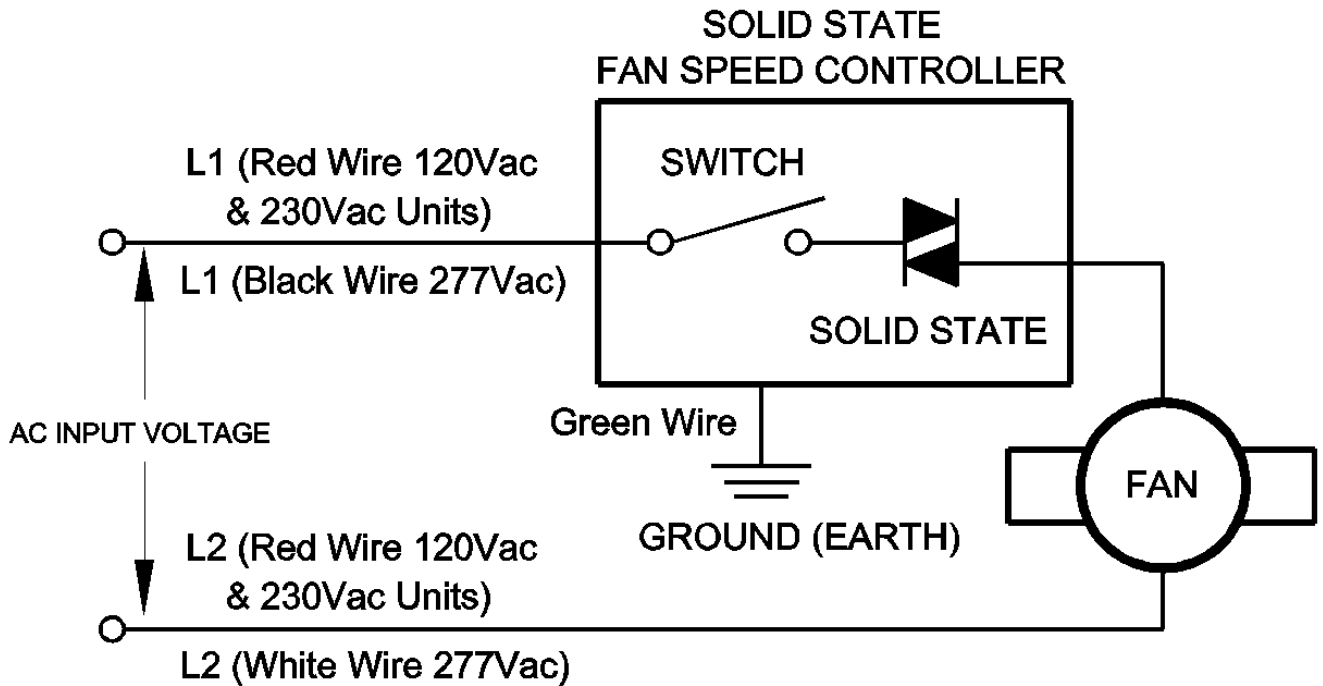 SOLID STATE
FAN SPEED CONTROLLER
L1 (Red Wire 120Vac
& 230Vac Units)
SWITCH
L1 (Black Wire 277Vac)
SOLID STATE
Green Wire
AC INPUT VOLTAGE
FAN
GROUND (EARTH)
L2 (Red Wire 120Vac
& 230Vac Units)
L2 (White Wire 277Vac)